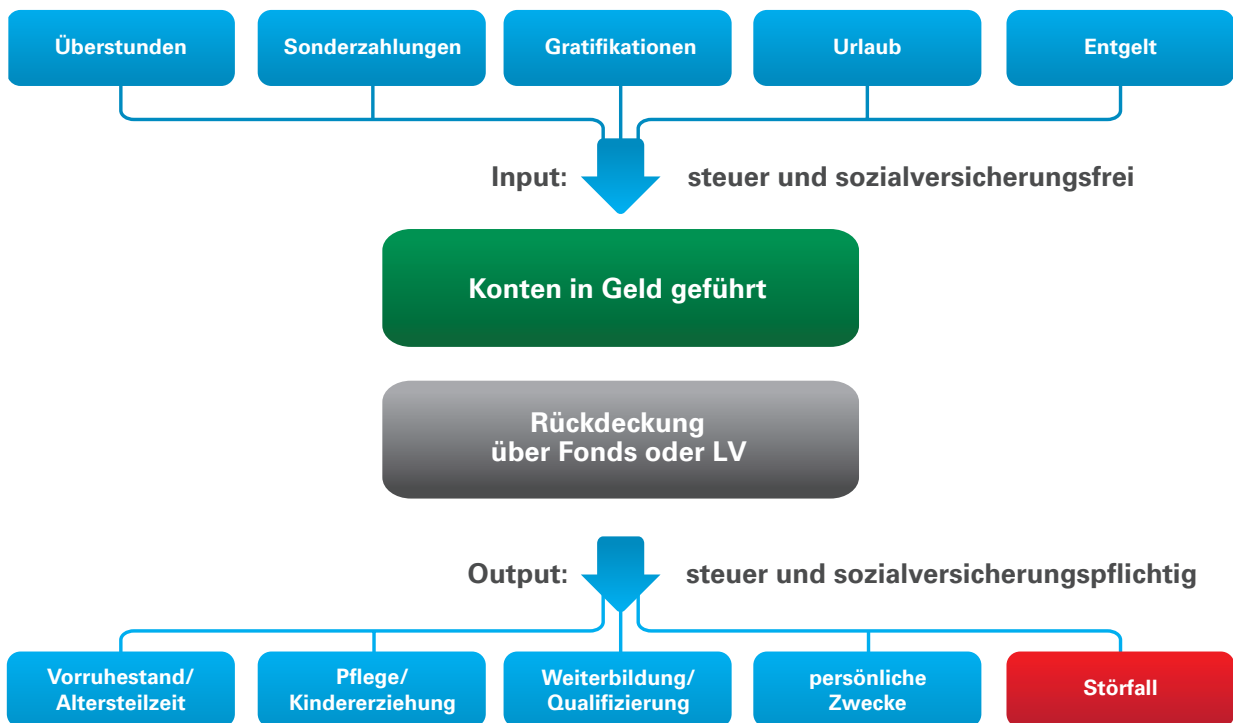 Überstunden
Sonderzahlungen
Gratifikationen
Urlaub
Entgelt
Input: steuer und sozialversicherungsfrei
Konten in Geld geführt
Rückdeckung
über Fonds oder LV
Output: steuer und sozialversicherungspflichtig
Vorruhestand/
Altersteilzeit
Pflege/
Kindererziehung
Weiterbildung/
Qualifizierung
persönliche
Zwecke
Störfall